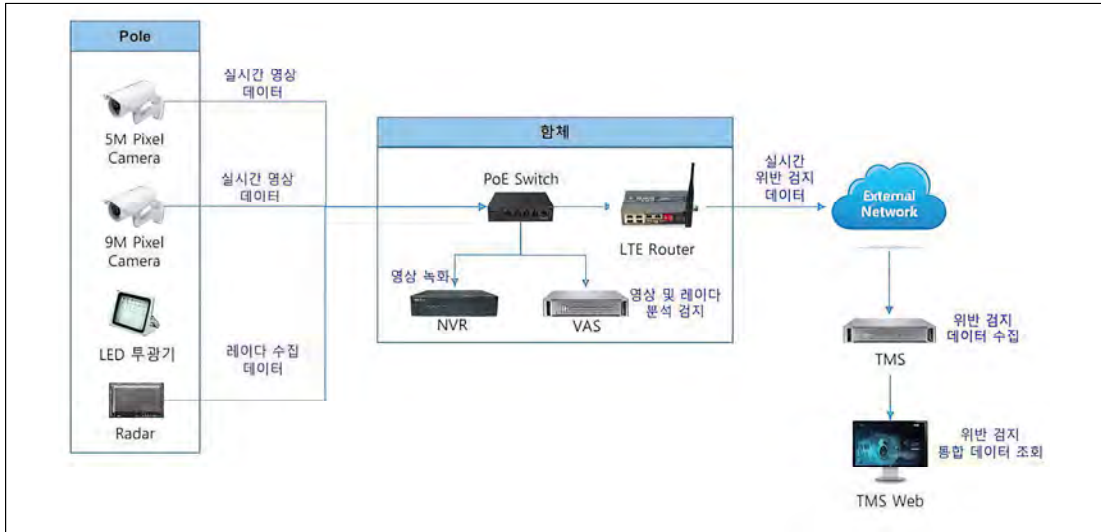 Pole
5M Pixel
Camera
9M Pixel
Camera
LED 투광기
Radar
실시간 영상
데이터
실시간 영상
데이터
레이다 수집
데이터
함체
PoE Switch
LTE Router
영상 녹화
NVR
VAS
영상 및 레이다
분석 검지
실시간
위반 검지
데이터
External
Network
TMS
위반 검지
데이터 수집
위반 검지
통합 데이터 조회
TMS Web